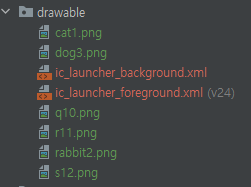 drawable
cat1.png
dog3.png
ic_launcher_background.xml
ic_launcher_foreground.xml (v24)
q10.png
r11.png
rabbit2.png
s12.png